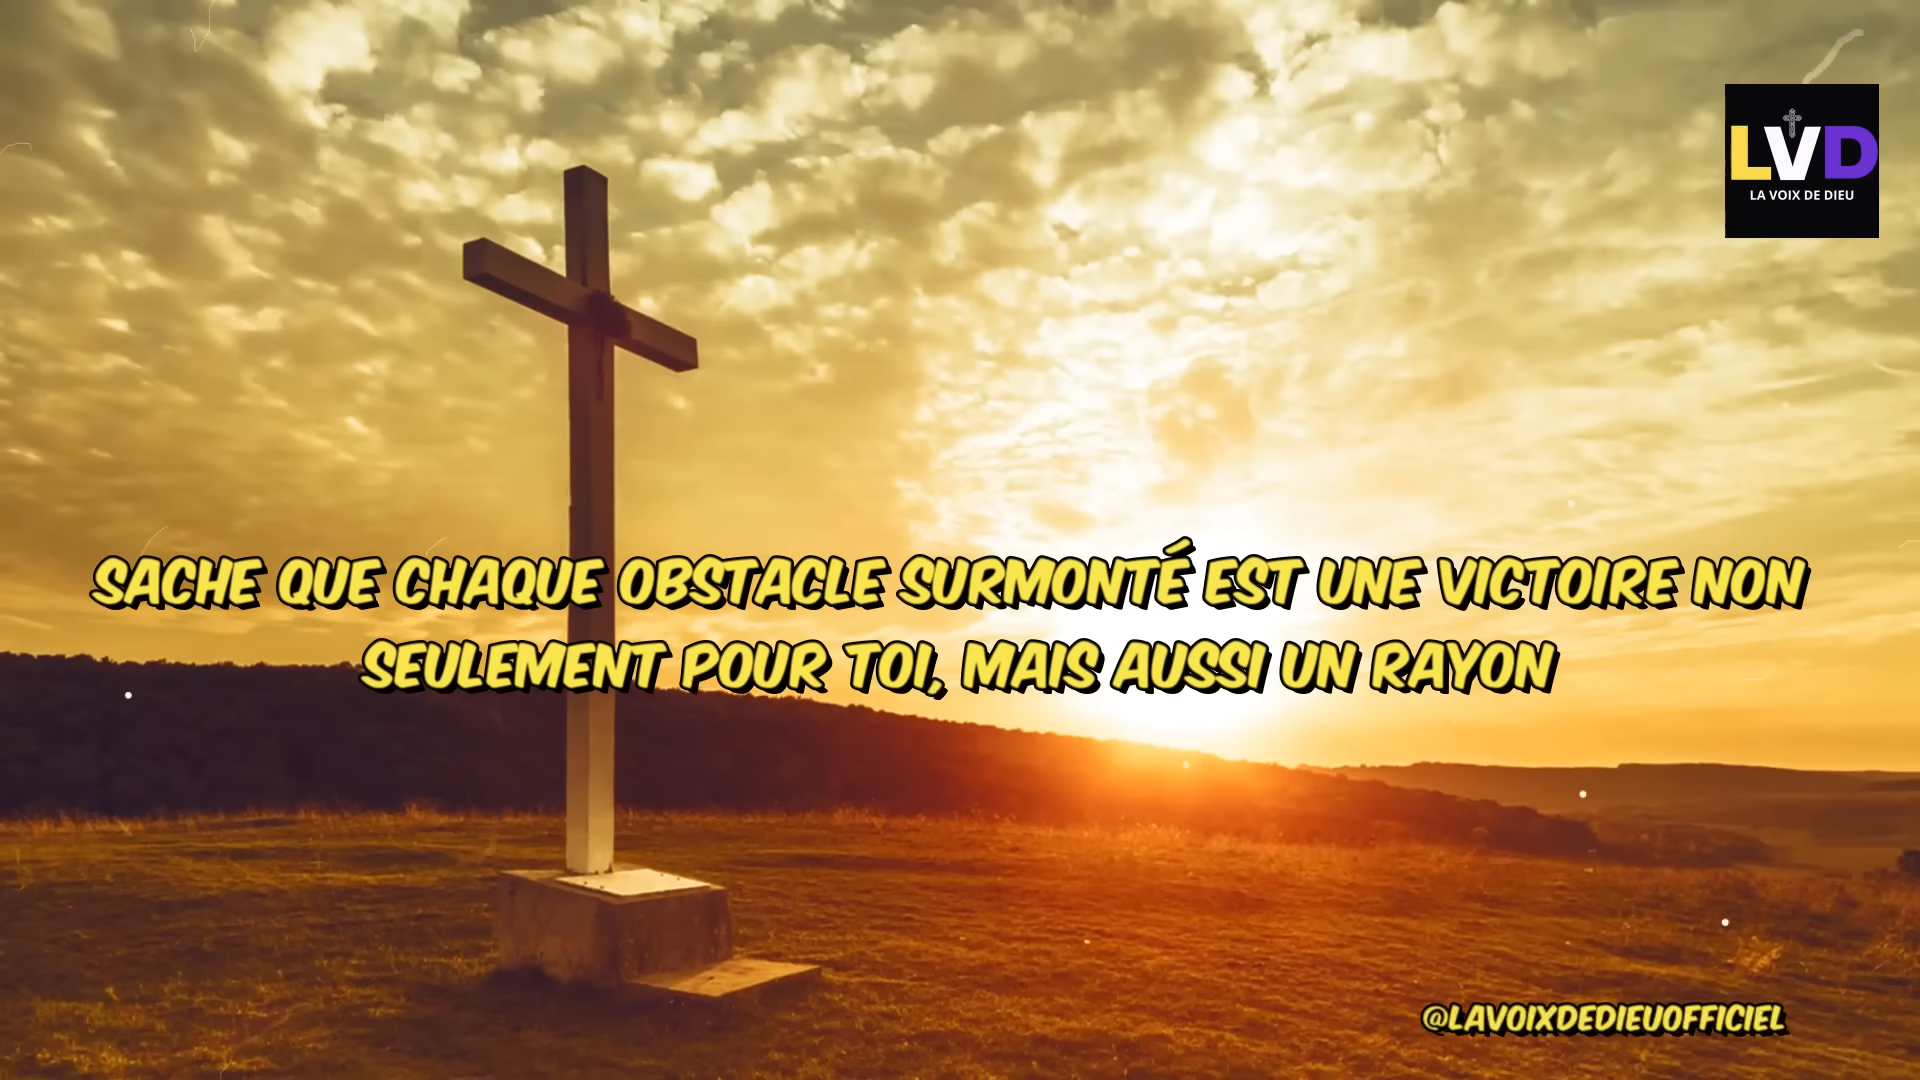 LVD
LA VOIX DE DIEU
SACHE QUE CHAQUE OBSTACLE SURMONTÉ EST UNE VICTOIRE NON
SEULEMENT POUR TOI, MAIS AUSSI UN RAYON
@LAVOIXDEDIEUOFFICIEL